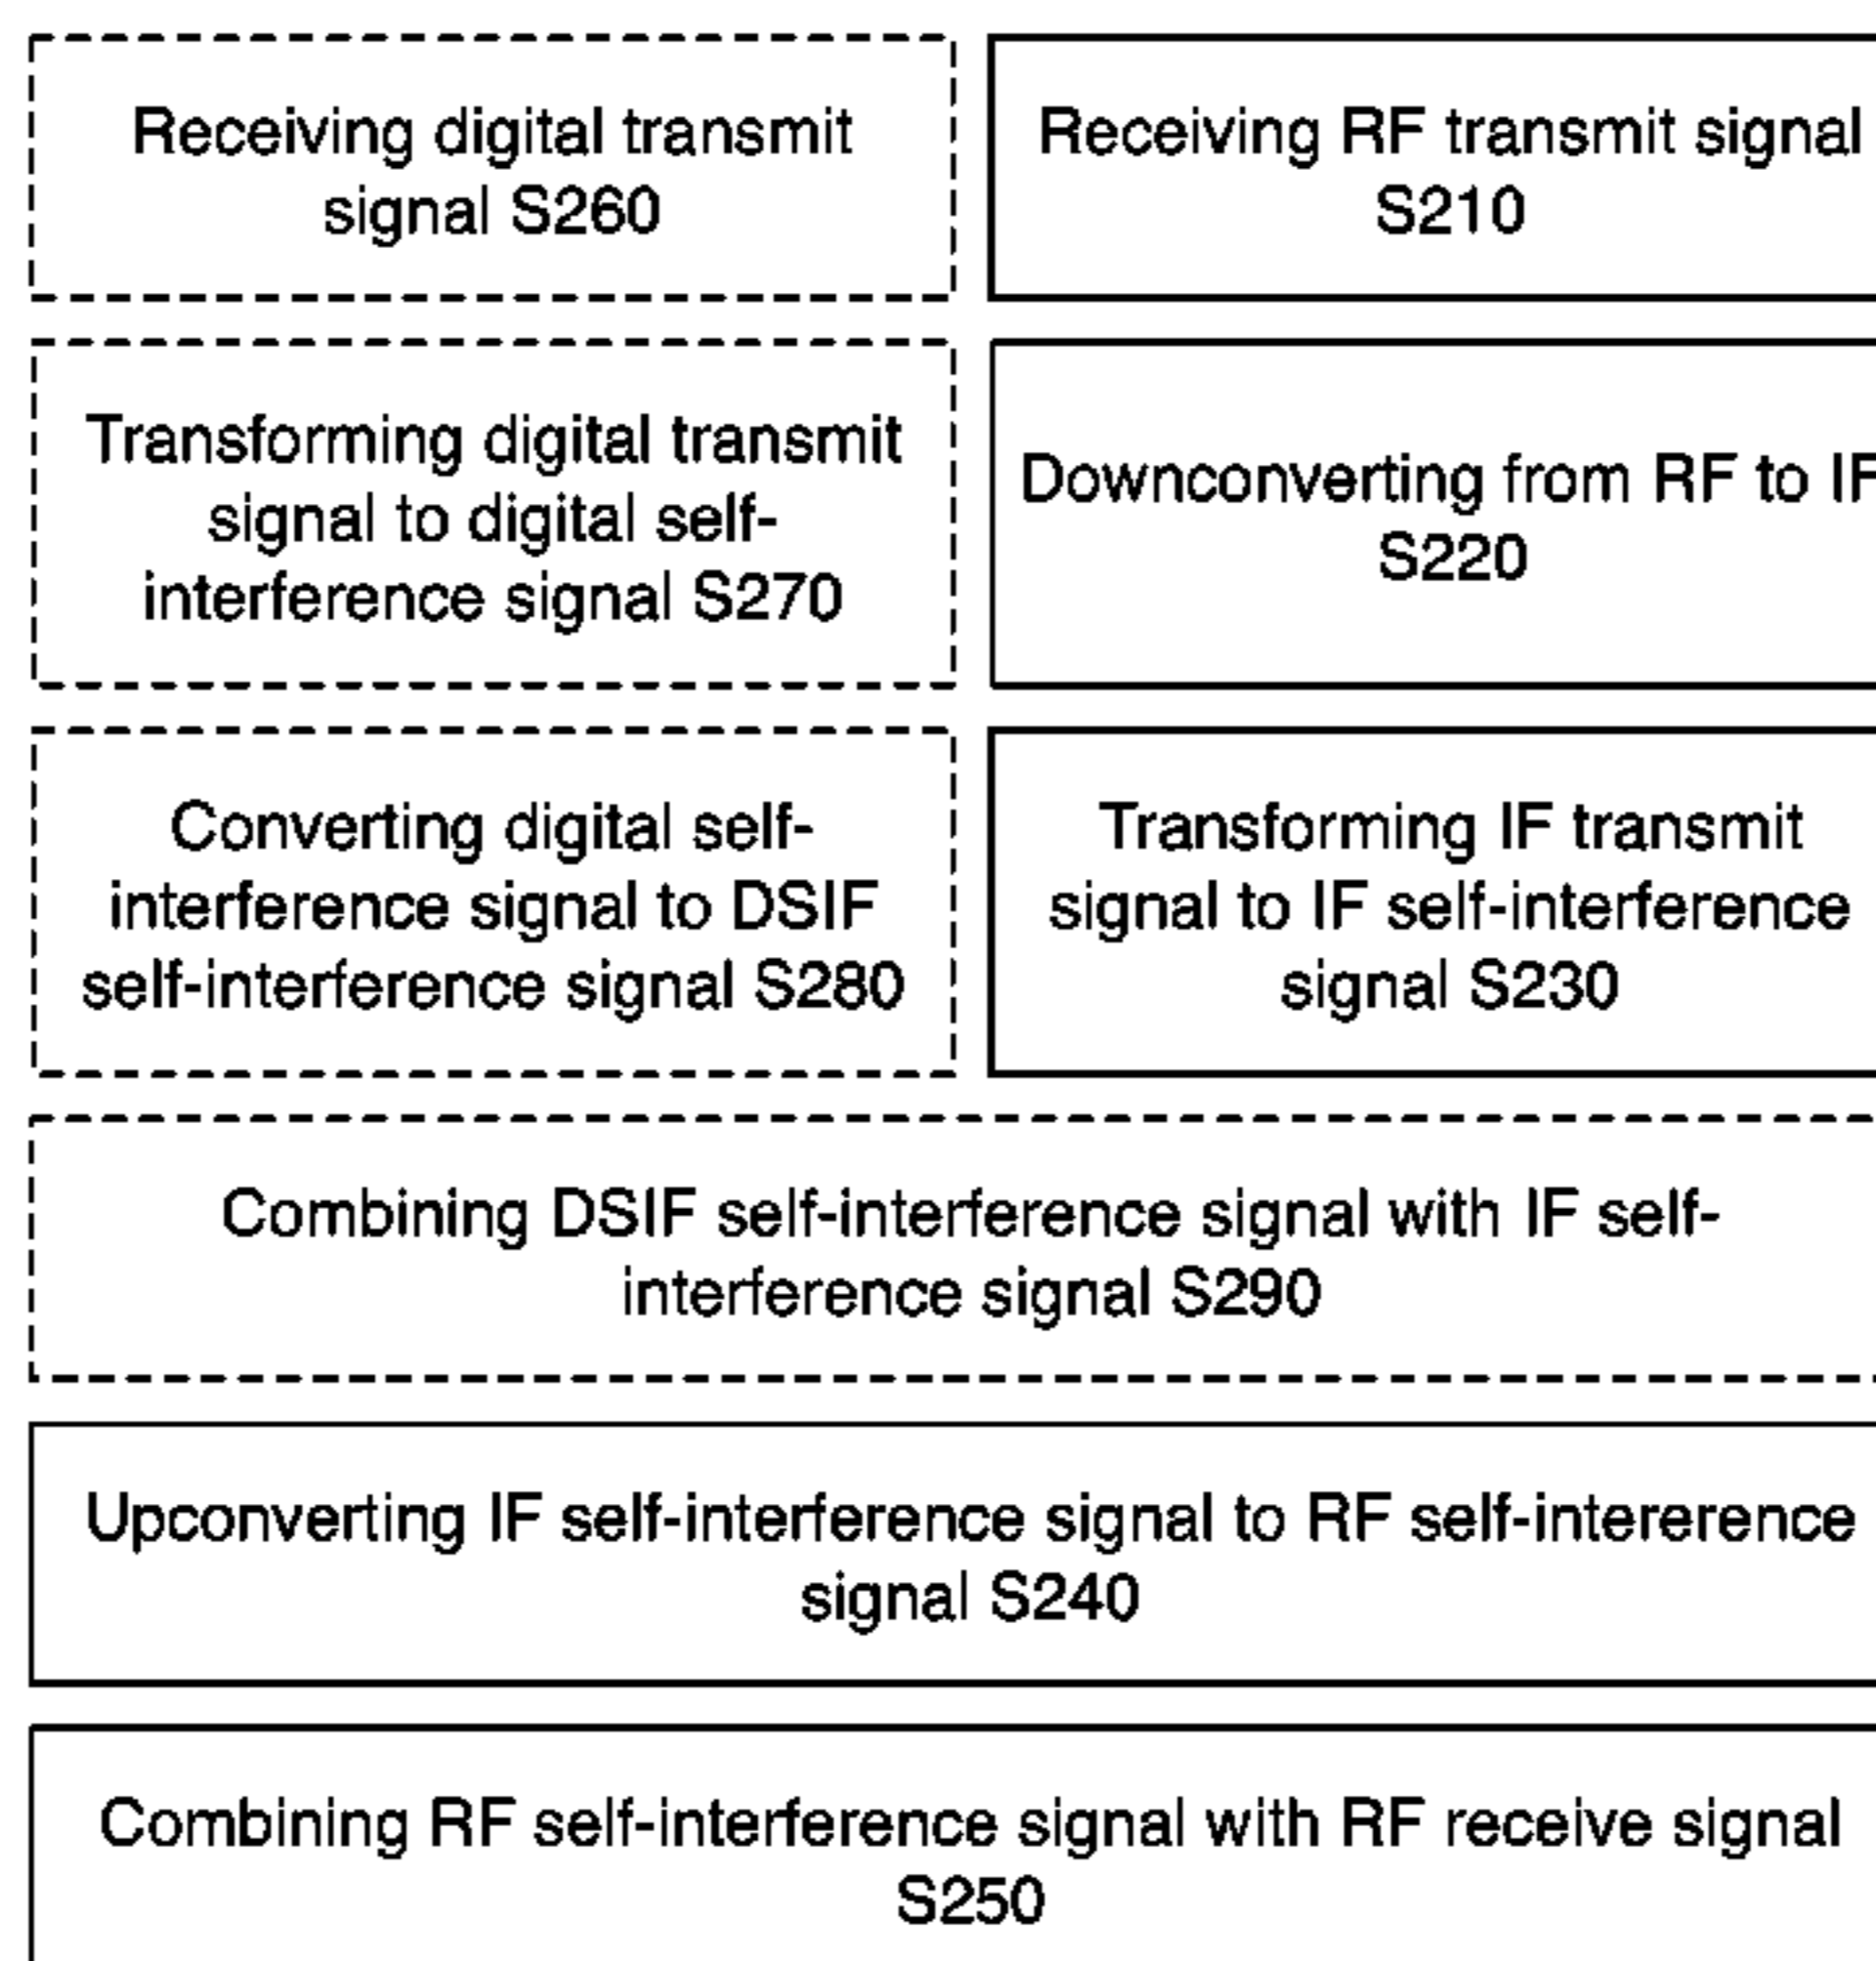 Receiving digital transmit
signal S260
Receiving RF transmit signal
S210
Transforming digital transmit
signal to digital self-
interference signal S270
Downconverting from RF to IF
S220
Converting digital self-
interference signal to DSIF
self-interference signal S280
Transforming IF transmit
signal to IF self-interference
signal S230
Combining DSIF self-interference signal with IF self-
interference signal S290
Upconverting IF self-interference signal to RF self-intererence
signal S240
Combining RF self-interference signal with RF receive signal
S250